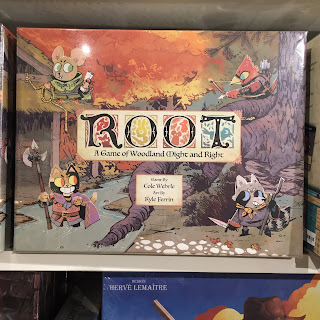 ROOT
A Game of Woodland Might and Right
Game By
Cole Wehrle
Art By
Kyle Ferrin
HERVÉ LEMAÎTRE